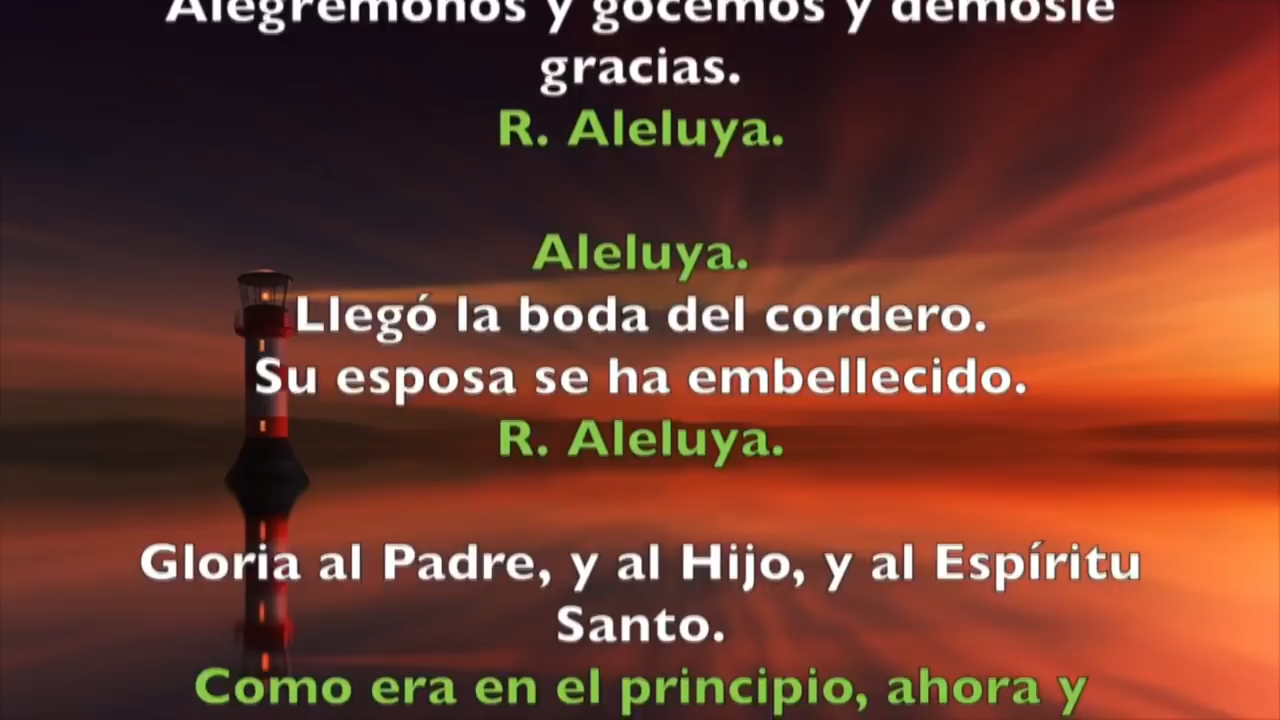 Alegrémonos y gocemos y démosle
gracias.
R. Aleluya.
Aleluya.
Llegó la boda del cordero.
Su esposa se ha embellecido.
R. Aleluya.
Gloria al Padre, y al Hijo, y al Espíritu
Santo.
Como era en el principio, ahora y